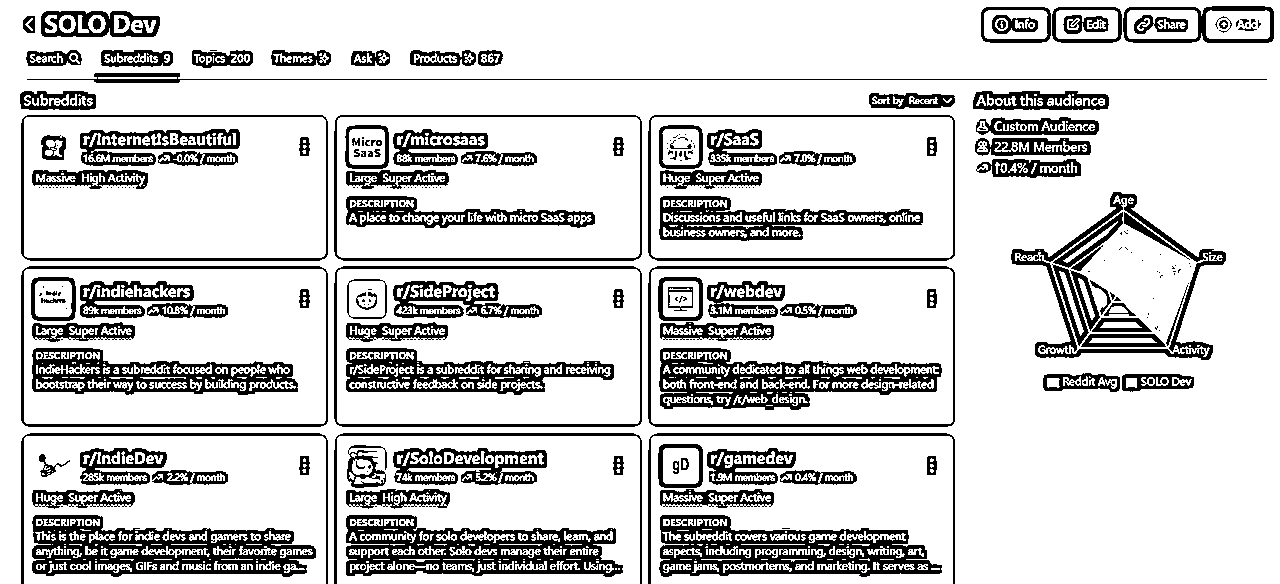 SOLO Dev
Info Edit Share Add
Search Subreddits 9 Topics 200 Themes Ask Products 867
Subreddits
Sort by Recent
r/InternetIsBeautiful
16.6M members -0.0% / month
Massive High Activity
Micro SaaS
r/microsaas
88k members 7.6% / month
Large Super Active
DESCRIPTION
A place to change your life with micro SaaS apps
r/SaaS
335k members 7.0% / month
Huge Super Active
DESCRIPTION
Discussions and useful links for SaaS owners, online
business owners, and more.
r/indiehackers
89k members 10.8% / month
Large Super Active
DESCRIPTION
IndieHackers is a subreddit focused on people who
bootstrap their way to success by building products.
r/SideProject
423k members 6.7% / month
Huge Super Active
DESCRIPTION
r/SideProject is a subreddit for sharing and receiving
constructive feedback on side projects.
r/webdev
3.1M members 0.5% / month
Massive Super Active
DESCRIPTION
A community dedicated to all things web development:
both front-end and back-end. For more design-related
questions, try /r/web_design.
r/IndieDev
285k members 2.2% / month
Huge Super Active
DESCRIPTION
This is the place for indie devs and gamers to share
anything, be it game development, their favorite games
or just cool images, GIFs and music from an indie ga...
r/SoloDevelopment
74k members 5.2% / month
Large High Activity
DESCRIPTION
A community for solo developers to share, learn, and
support each other. Solo devs manage their entire
project alone—no teams, just individual effort. Using...
gD
r/gamedev
1.9M members 0.4% / month
Massive Super Active
DESCRIPTION
The subreddit covers various game development
aspects, including programming, design, writing, art,
game jams, postmortems, and marketing. It serves as ...
About this audience
Custom Audience
22.8M Members
↑0.4% / month
Age
Reach
Size
Growth
Activity
Reddit Avg SOLO Dev